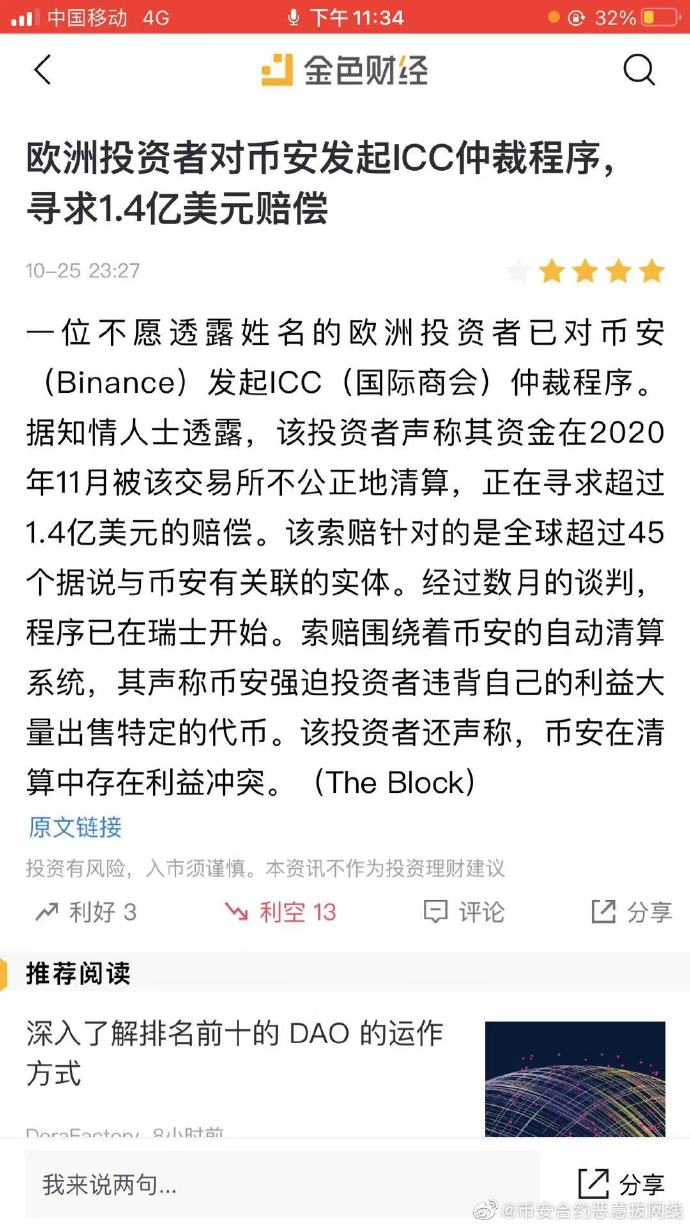 中国移动 4G 下午11:34 32%
金色财经
欧洲投资者对币安发起ICC仲裁程序，
寻求1.4亿美元赔偿
10-25 23:27
一位不愿透露姓名的欧洲投资者已对币安
（Binance）发起ICC（国际商会）仲裁程序。
据知情人士透露，该投资者声称其资金在2020
年11月被该交易所不公正地清算，正在寻求超过
1.4亿美元的赔偿。该索赔针对的是全球超过45
个据说与币安有关联的实体。经过数月的谈判，
程序已在瑞士开始。索赔围绕着币安的自动清算
系统，其声称币安强迫投资者违背自己的利益大
量出售特定的代币。该投资者还声称，币安在清
算中存在利益冲突。（The Block）
原文链接
投资有风险，入市须谨慎。本资讯不作为投资理财建议
利好 3 利空 13 评论 分享
推荐阅读
深入了解排名前十的 DAO 的运作
方式
DoraFactory 8小时前
我来说两句... 分享
@币安合约恶意拔网线